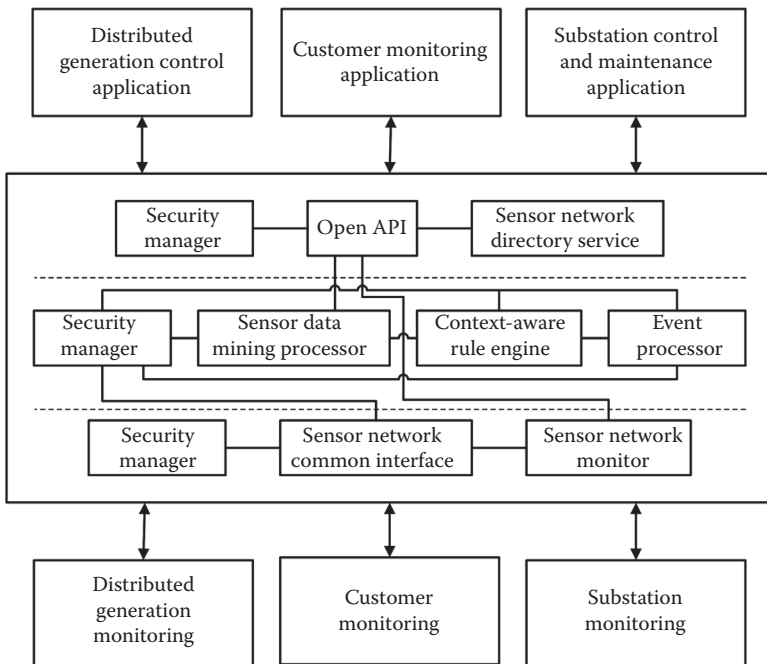 Distributed
generation control
application
Customer monitoring
application
Substation control
and maintenance
application
Security
manager
Open API
Sensor network
directory service
Security
manager
Sensor data
mining processor
Context-aware
rule engine
Event
processor
Security
manager
Sensor network
common interface
Sensor network
monitor
Distributed
generation
monitoring
Customer
monitoring
Substation
monitoring